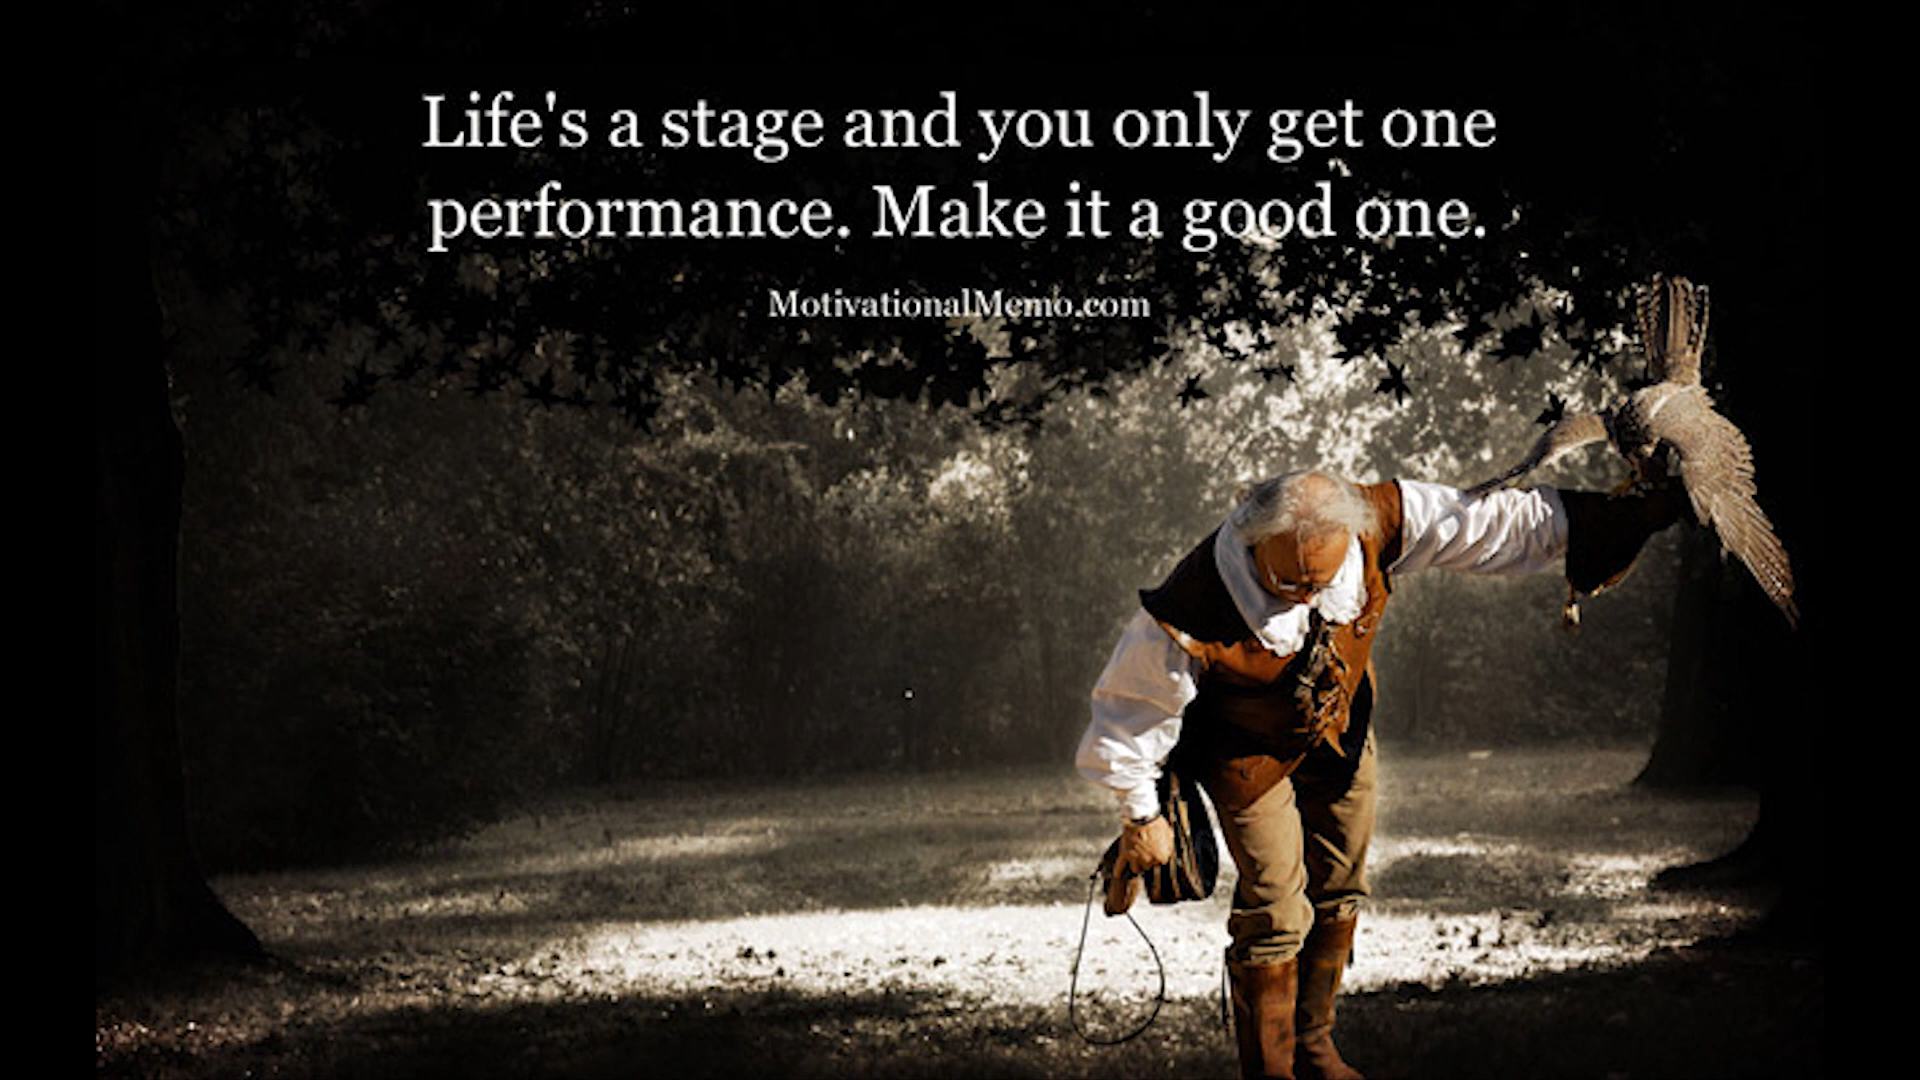 Life's a stage and you only get one
performance. Make it a good one.
MotivationalMemo.com